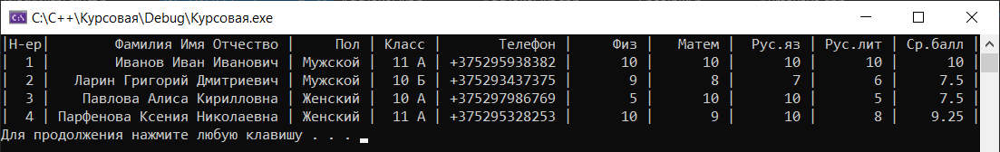 C:\C++\Курсовая\Debug\Курсовая.exe
|Н-ер| Фамилия Имя Отчество | Пол | Класс | Телефон | Физ | Матем | Рус.яз | Рус.лит | Ср.балл |
| 1 | Иванов Иван Иванович | Мужской | 11 А | +375295938382 | 10 | 10 | 10 | 10 | 10 |
| 2 | Ларин Григорий Дмитриевич | Мужской | 10 Б | +375293437375 | 9 | 8 | 7 | 6 | 7.5 |
| 3 | Павлова Алиса Кирилловна | Женский | 10 А | +375297986769 | 5 | 10 | 10 | 5 | 7.5 |
| 4 | Парфенова Ксения Николаевна | Женский | 11 А | +375295328253 | 10 | 9 | 10 | 8 | 9.25 |
Для продолжения нажмите любую клавишу . . .